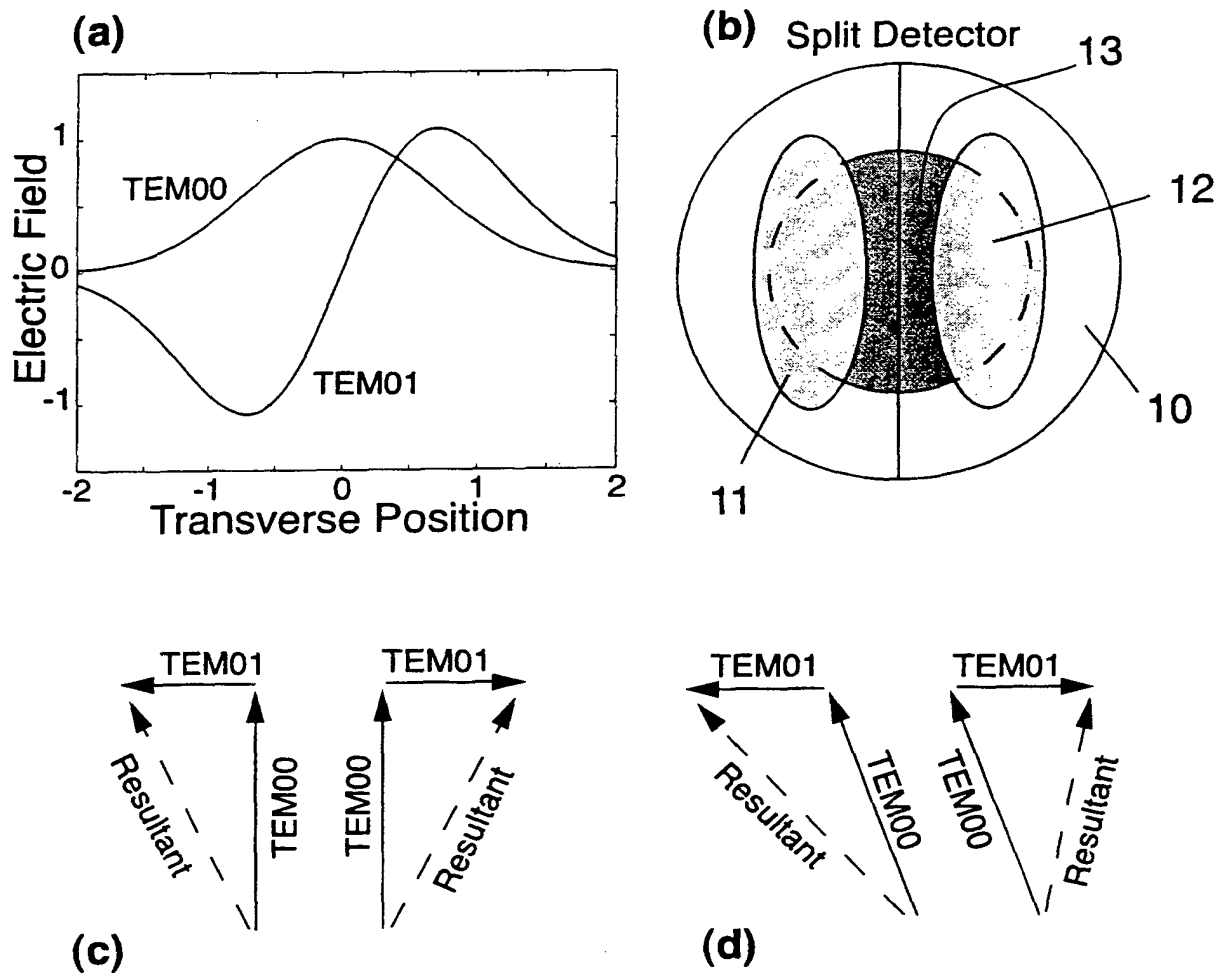 (a)
1
0
-1
Electric Field
TEM00
TEM01
-2
-1
0
1
2
Transverse Position
(b) Split Detector
13
12
10
11
TEM01
TEM01
Resultant
TEM00
TEM00
Resultant
(c)
TEM01
TEM01
Resultant
TEM00
TEM00
Resultant
(d)